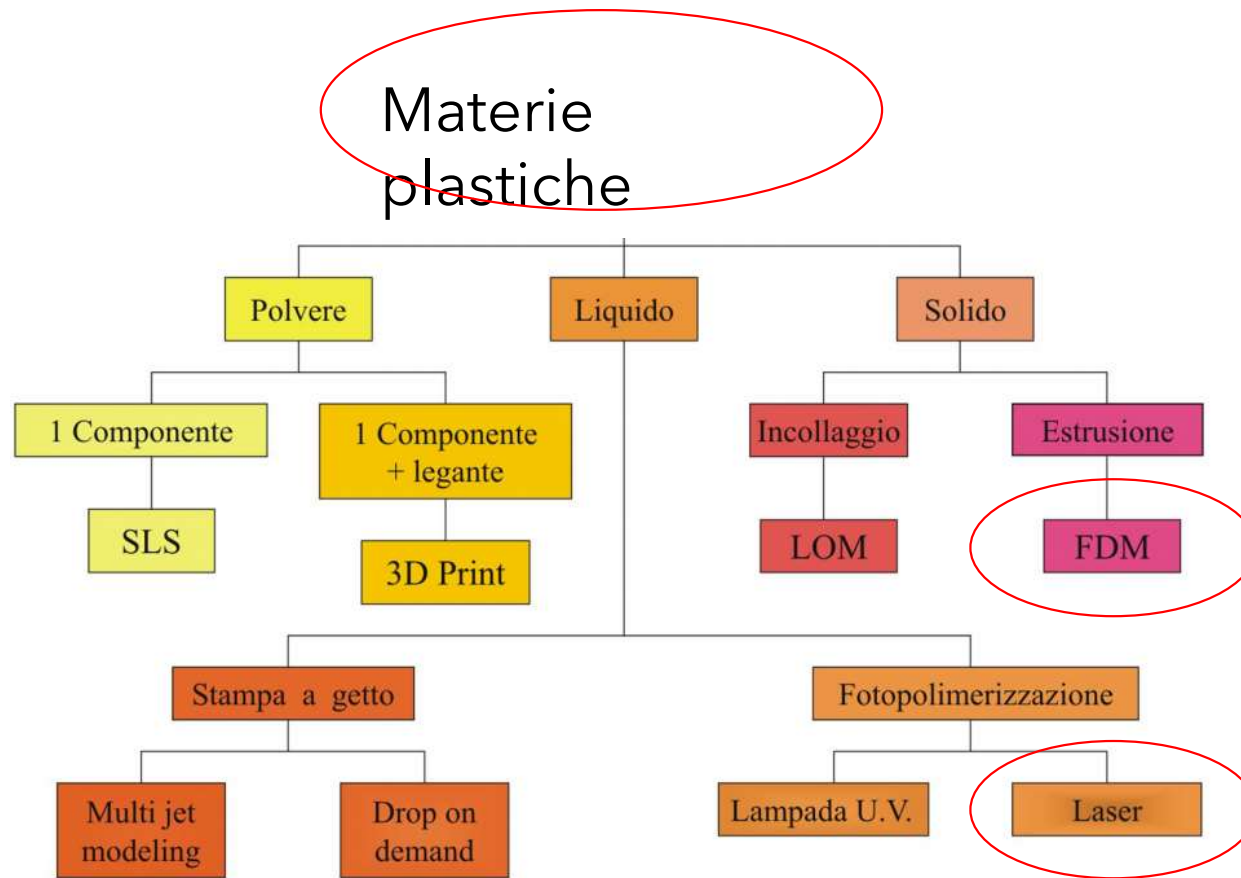 Materie
plastiche
Polvere
Liquido
Solido
1 Componente
1 Componente
+ legante
Incollaggio
Estrusione
SLS
3D Print
LOM
FDM
Stampa a getto
Fotopolimerizzazione
Multi jet
modeling
Drop on
demand
Lampada U.V.
Laser